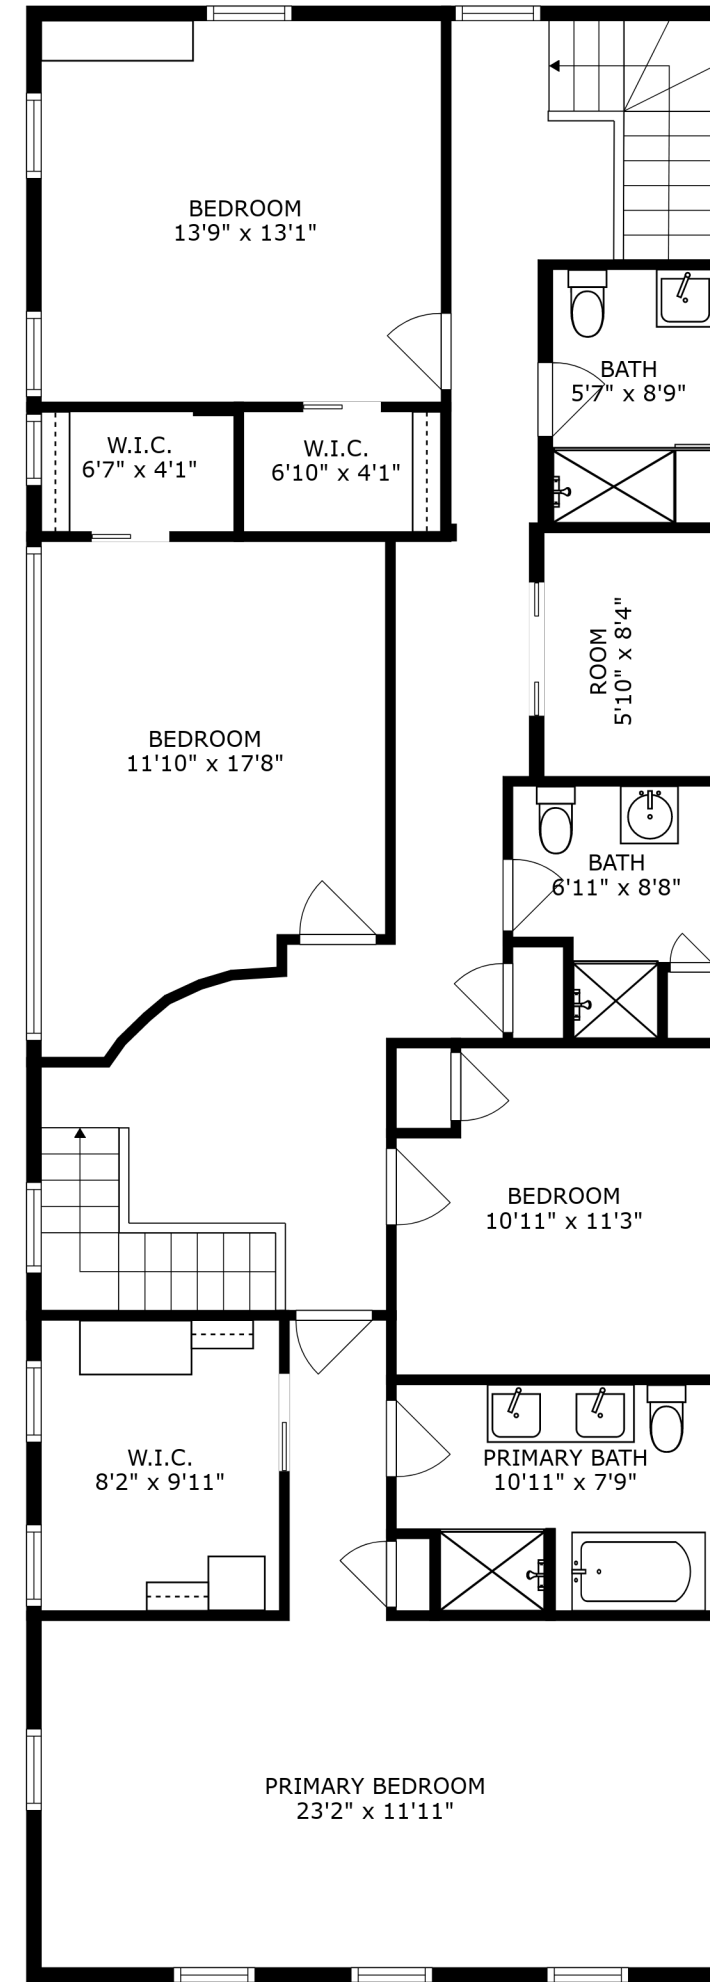 BEDROOM
13'9" x 13'1"
BATH
5'7" x 8'9"
W.I.C.
6'7" x 4'1"
W.I.C.
6'10" x 4'1"
ROOM
5'10" x 8'4"
BEDROOM
11'10" x 17'8"
BATH
6'11" x 8'8"
BEDROOM
10'11" x 11'3"
W.I.C.
8'2" x 9'11"
PRIMARY BATH
10'11" x 7'9"
PRIMARY BEDROOM
23'2" x 11'11"